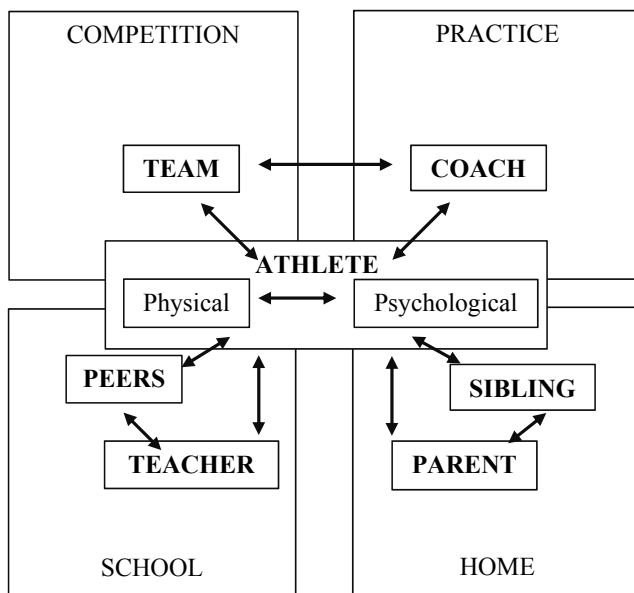 COMPETITION
PRACTICE
TEAM
COACH
ATHLETE
Physical
Psychological
PEERS
SIBLING
TEACHER
PARENT
SCHOOL
HOME